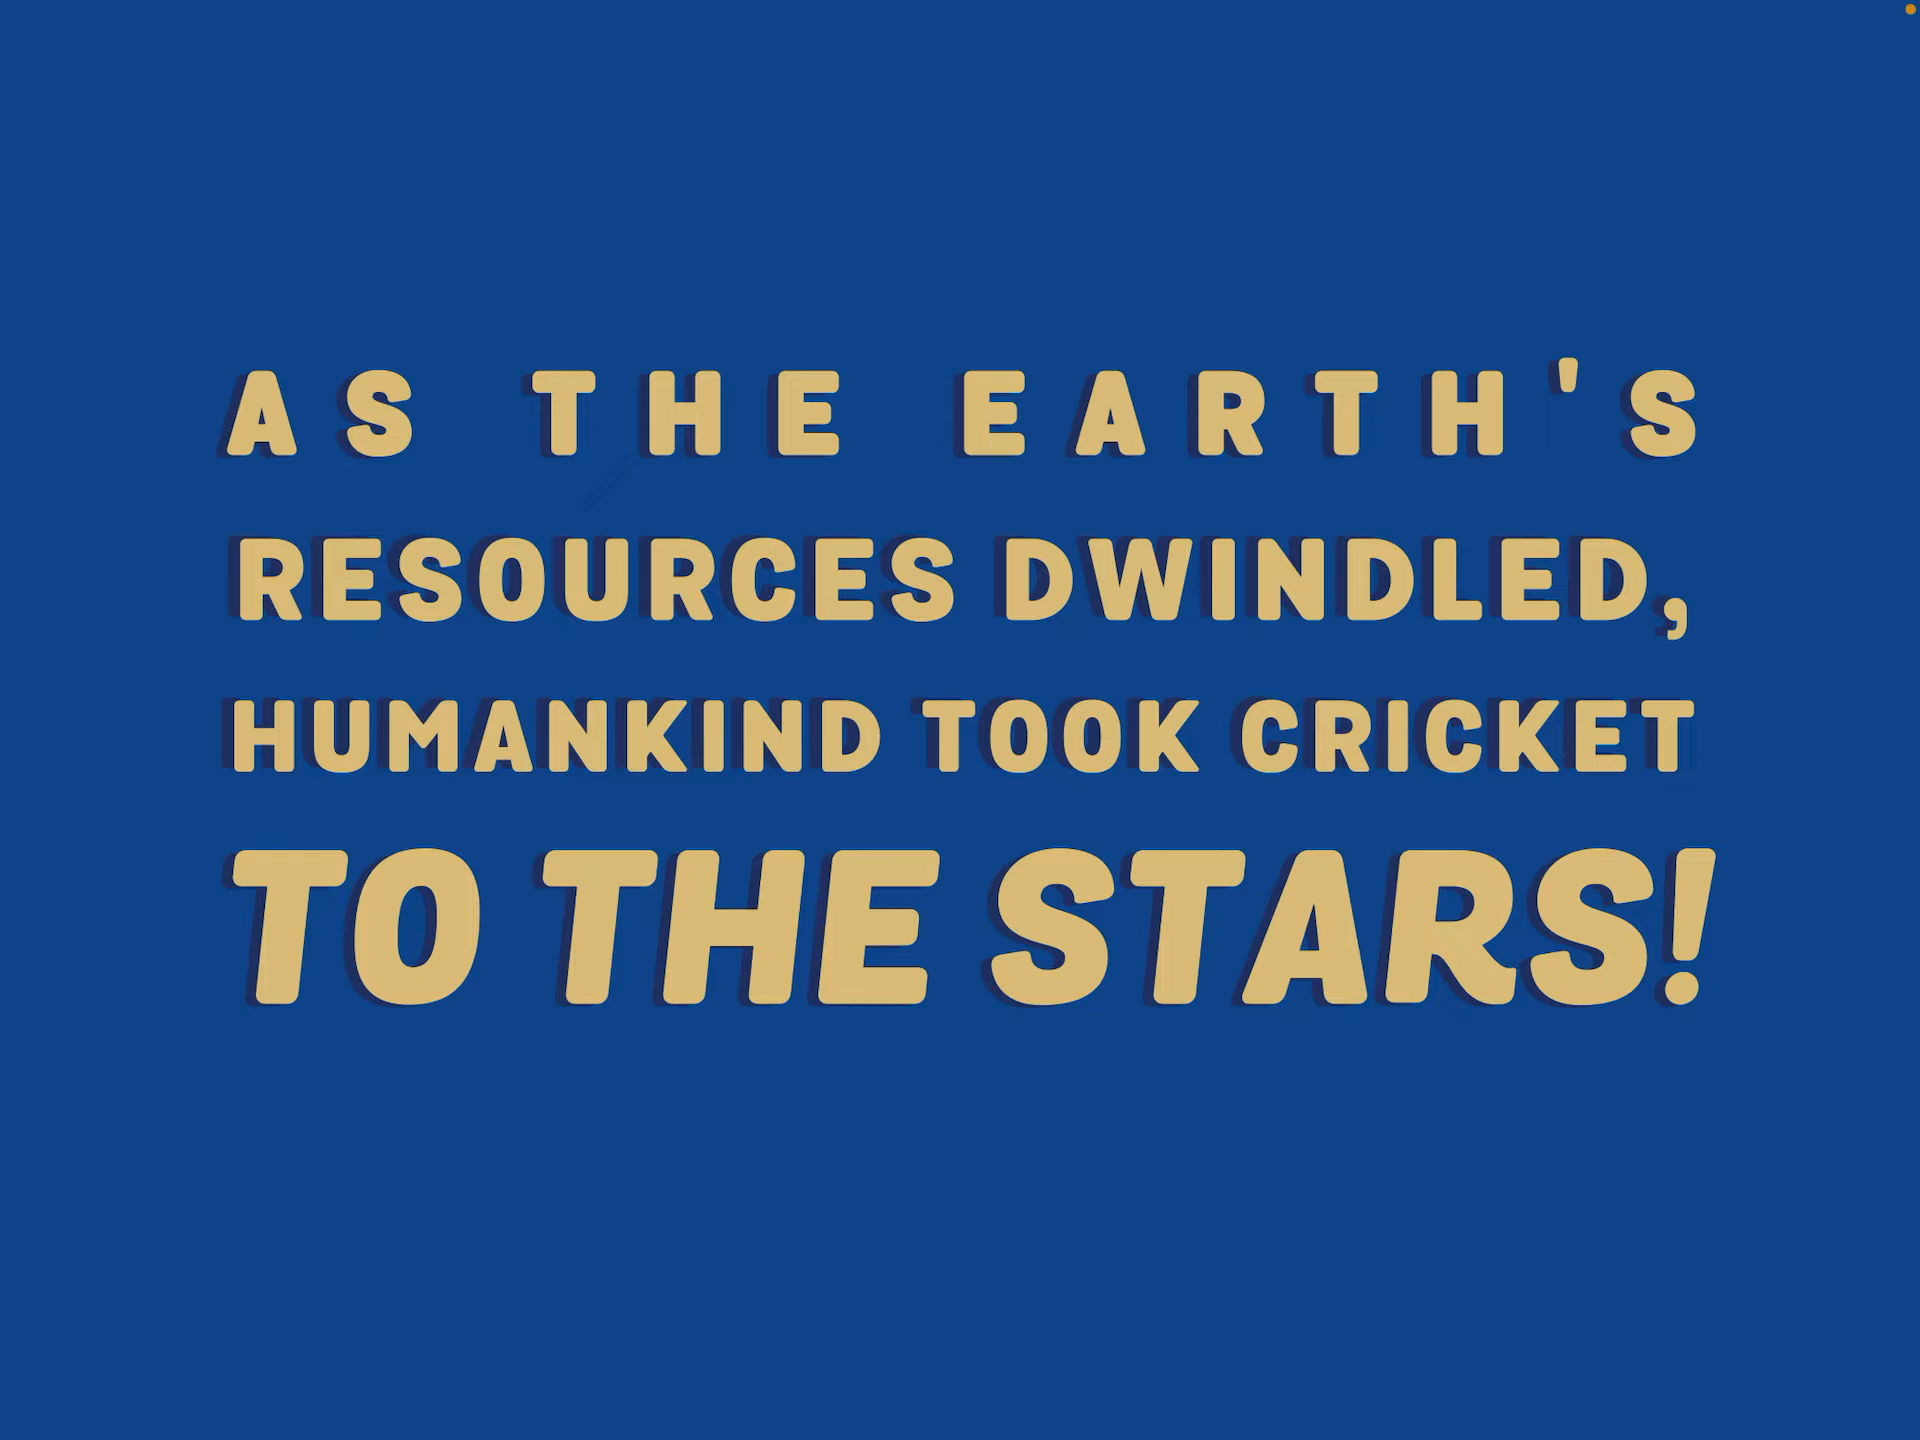 AS THE EARTH'S
RESOURCES DWINDLED,
HUMANKIND TOOK CRICKET
TO THE STARS!